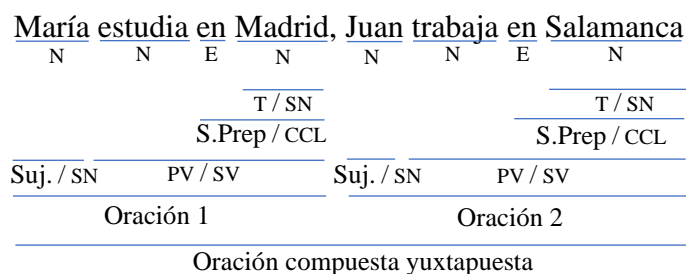 María estudia en Madrid, Juan trabaja en Salamanca
N N E N N N E N
T / SN T / SN
S.Prep / CCL S.Prep / CCL
Suj. / SN PV / SV Suj. / SN PV / SV
Oración 1 Oración 2
Oración compuesta yuxtapuesta